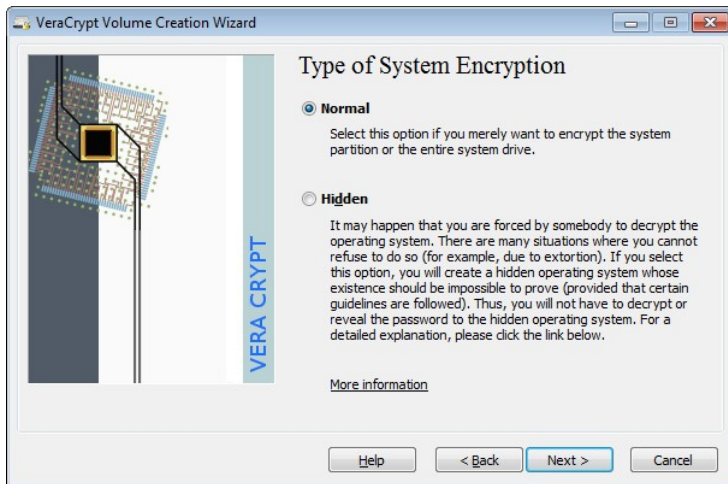 VeraCrypt Volume Creation Wizard
VERA CRYPT
Type of System Encryption
Normal
Select this option if you merely want to encrypt the system
partition or the entire system drive.
Hidden
It may happen that you are forced by somebody to decrypt the
operating system. There are many situations where you cannot
refuse to do so (for example, due to extortion). If you select
this option, you will create a hidden operating system whose
existence should be impossible to prove (provided that certain
guidelines are followed). Thus, you will not have to decrypt or
reveal the password to the hidden operating system. For a
detailed explanation, please click the link below.
More information
Help
< Back
Next >
Cancel